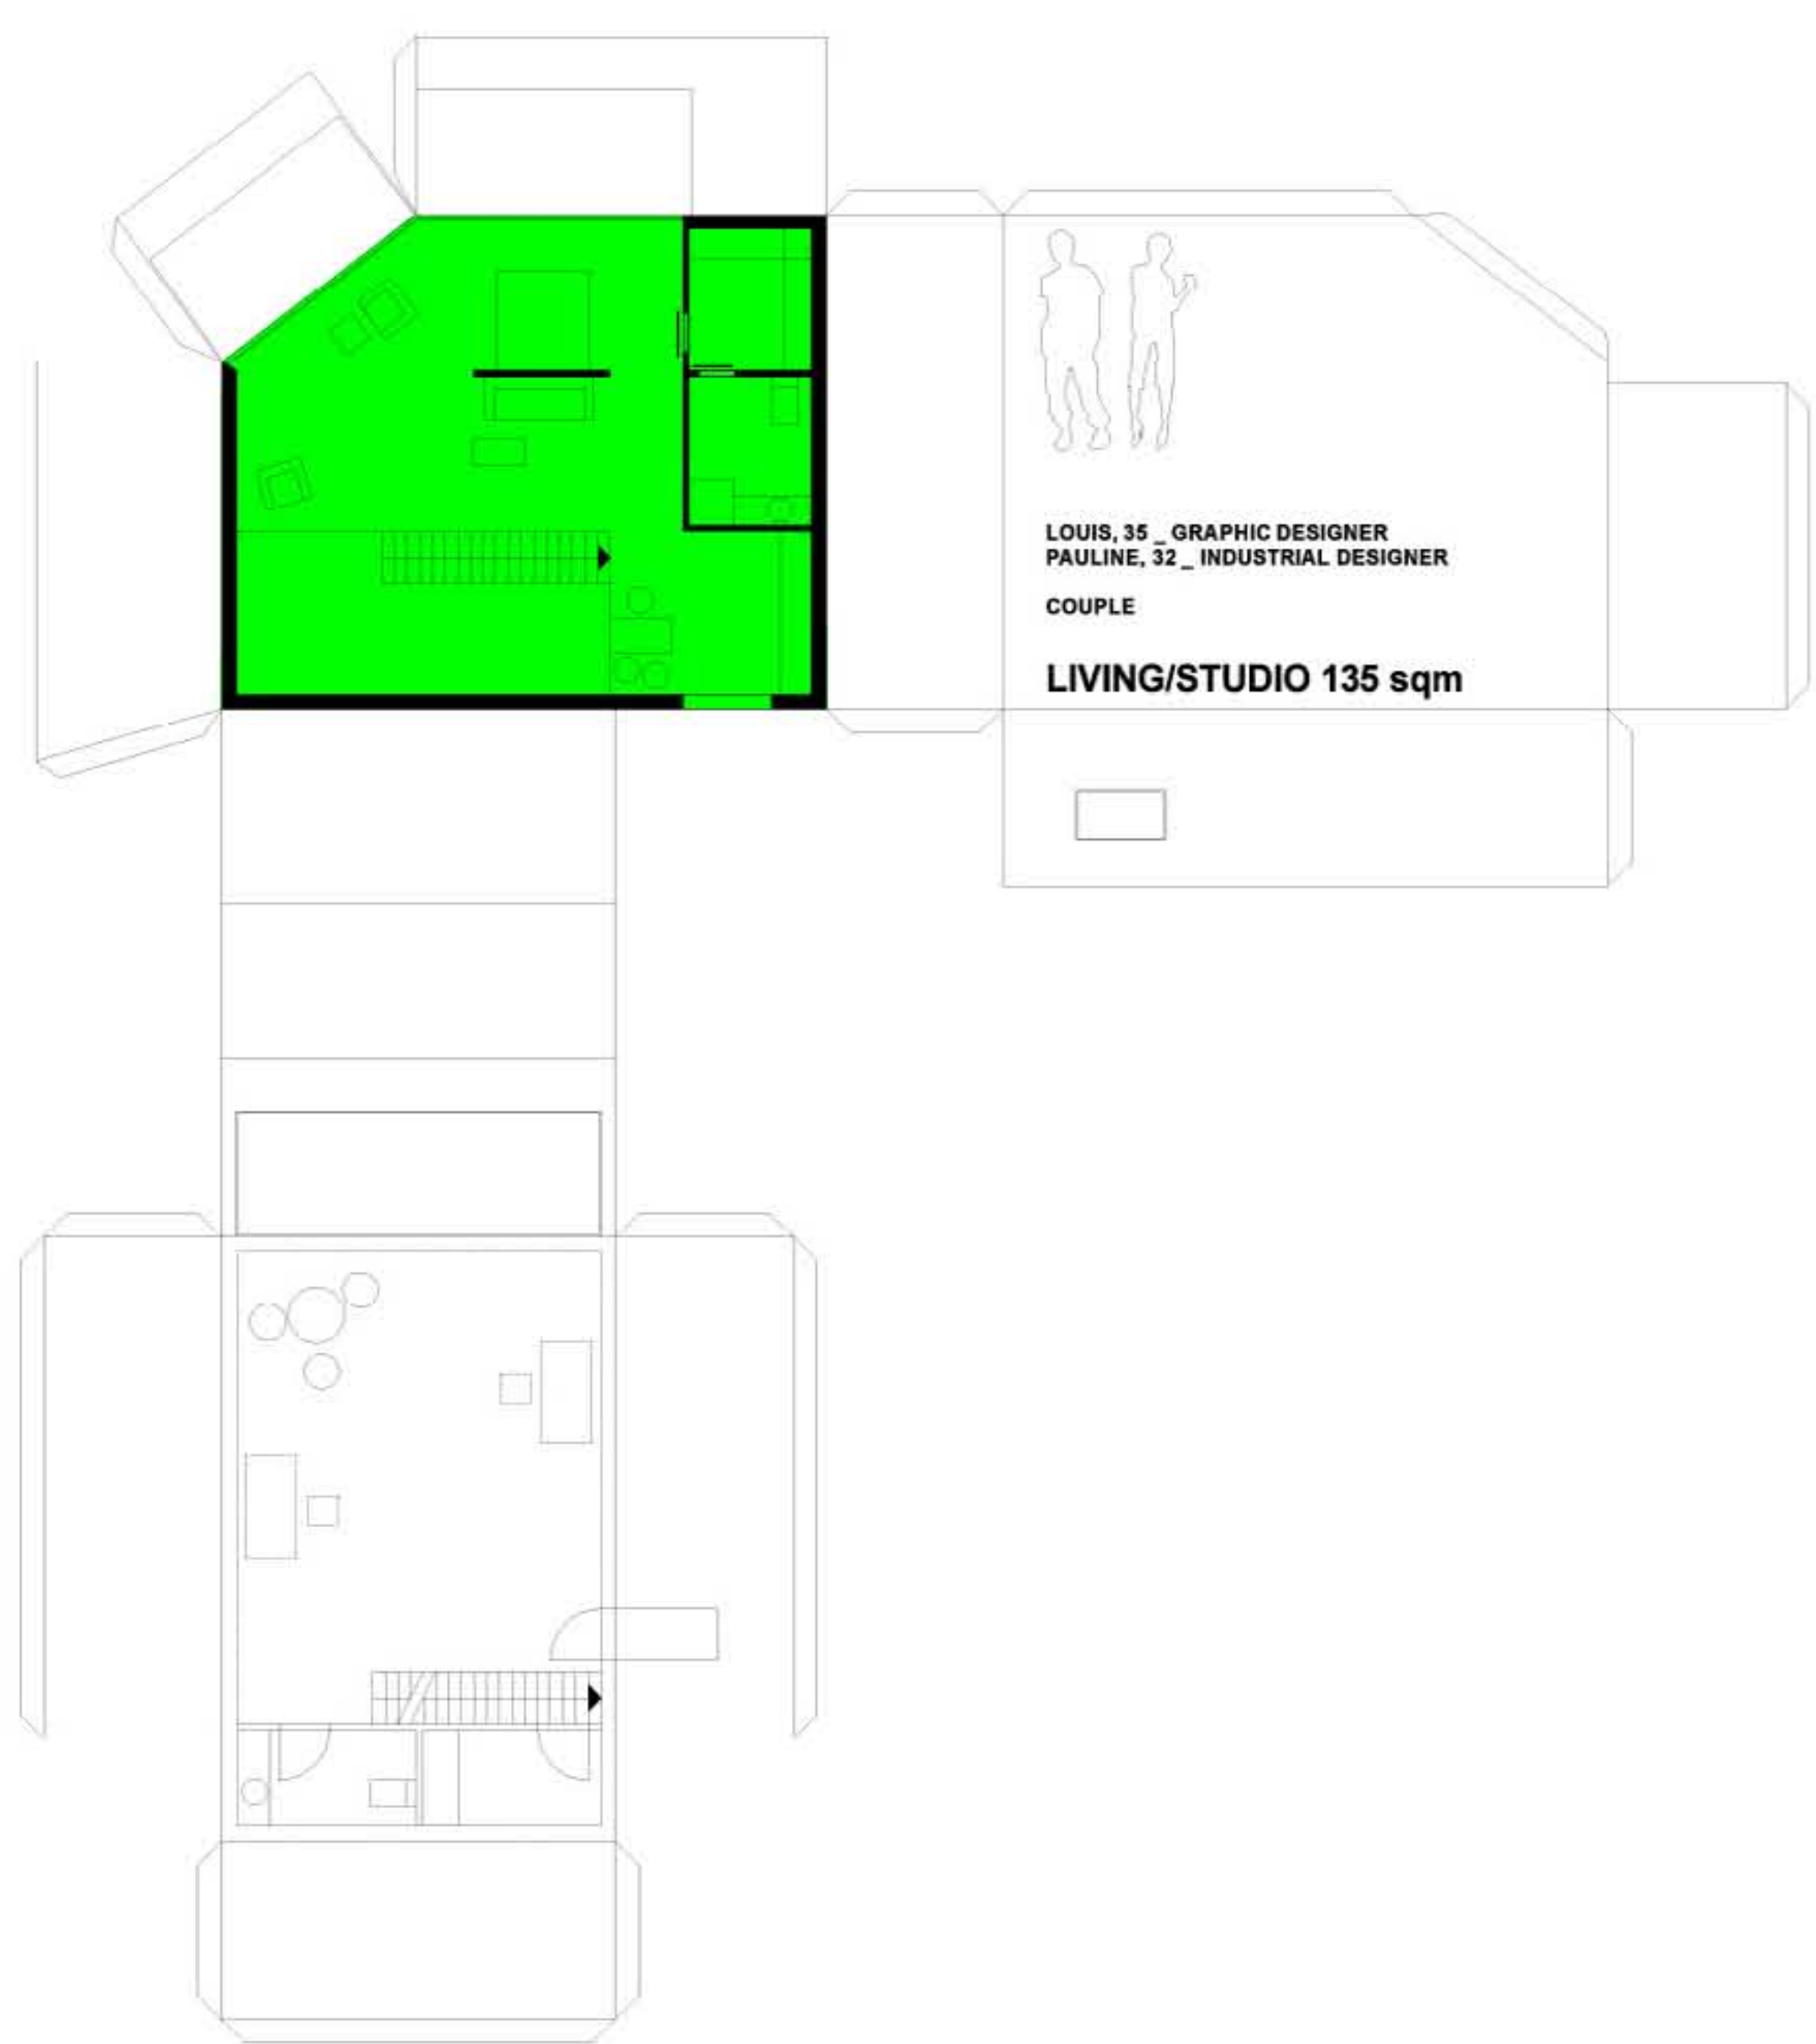 LOUIS, 35 _ GRAPHIC DESIGNER
PAULINE, 32 _ INDUSTRIAL DESIGNER
COUPLE
LIVING/STUDIO 135 sqm